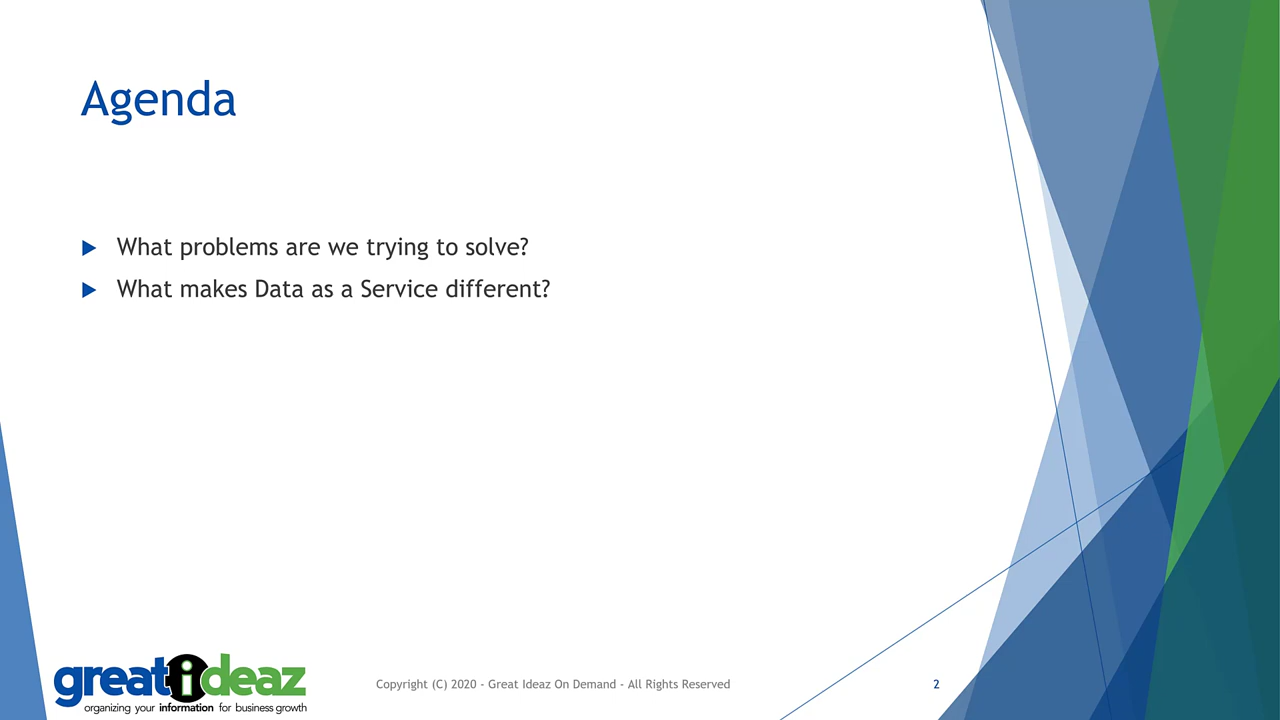 Agenda
What problems are we trying to solve?
What makes Data as a Service different?
greatideaz
organizing your information for business growth
Copyright (C) 2020 - Great Ideaz On Demand - All Rights Reserved
2